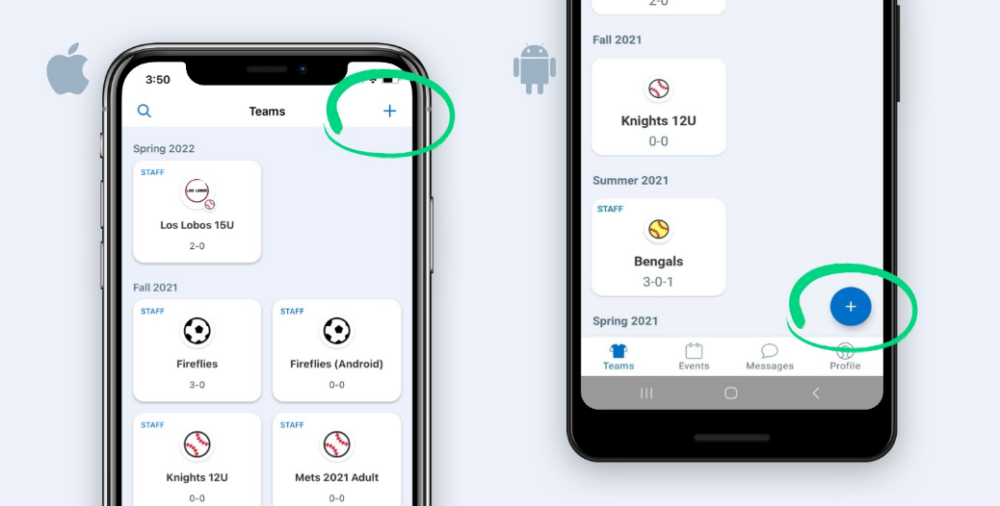 3:50
Teams
Spring 2022
STAFF
LOS LOBOS
Los Lobos 15U
2-0
Fall 2021
STAFF
Fireflies
3-0
STAFF
Fireflies (Android)
0-0
STAFF
Knights 12U
0-0
STAFF
Mets 2021 Adult
0-0
2-0
Fall 2021
Knights 12U
0-0
Summer 2021
STAFF
Bengals
3-0-1
Spring 2021
Teams
Events
Messages
Profile